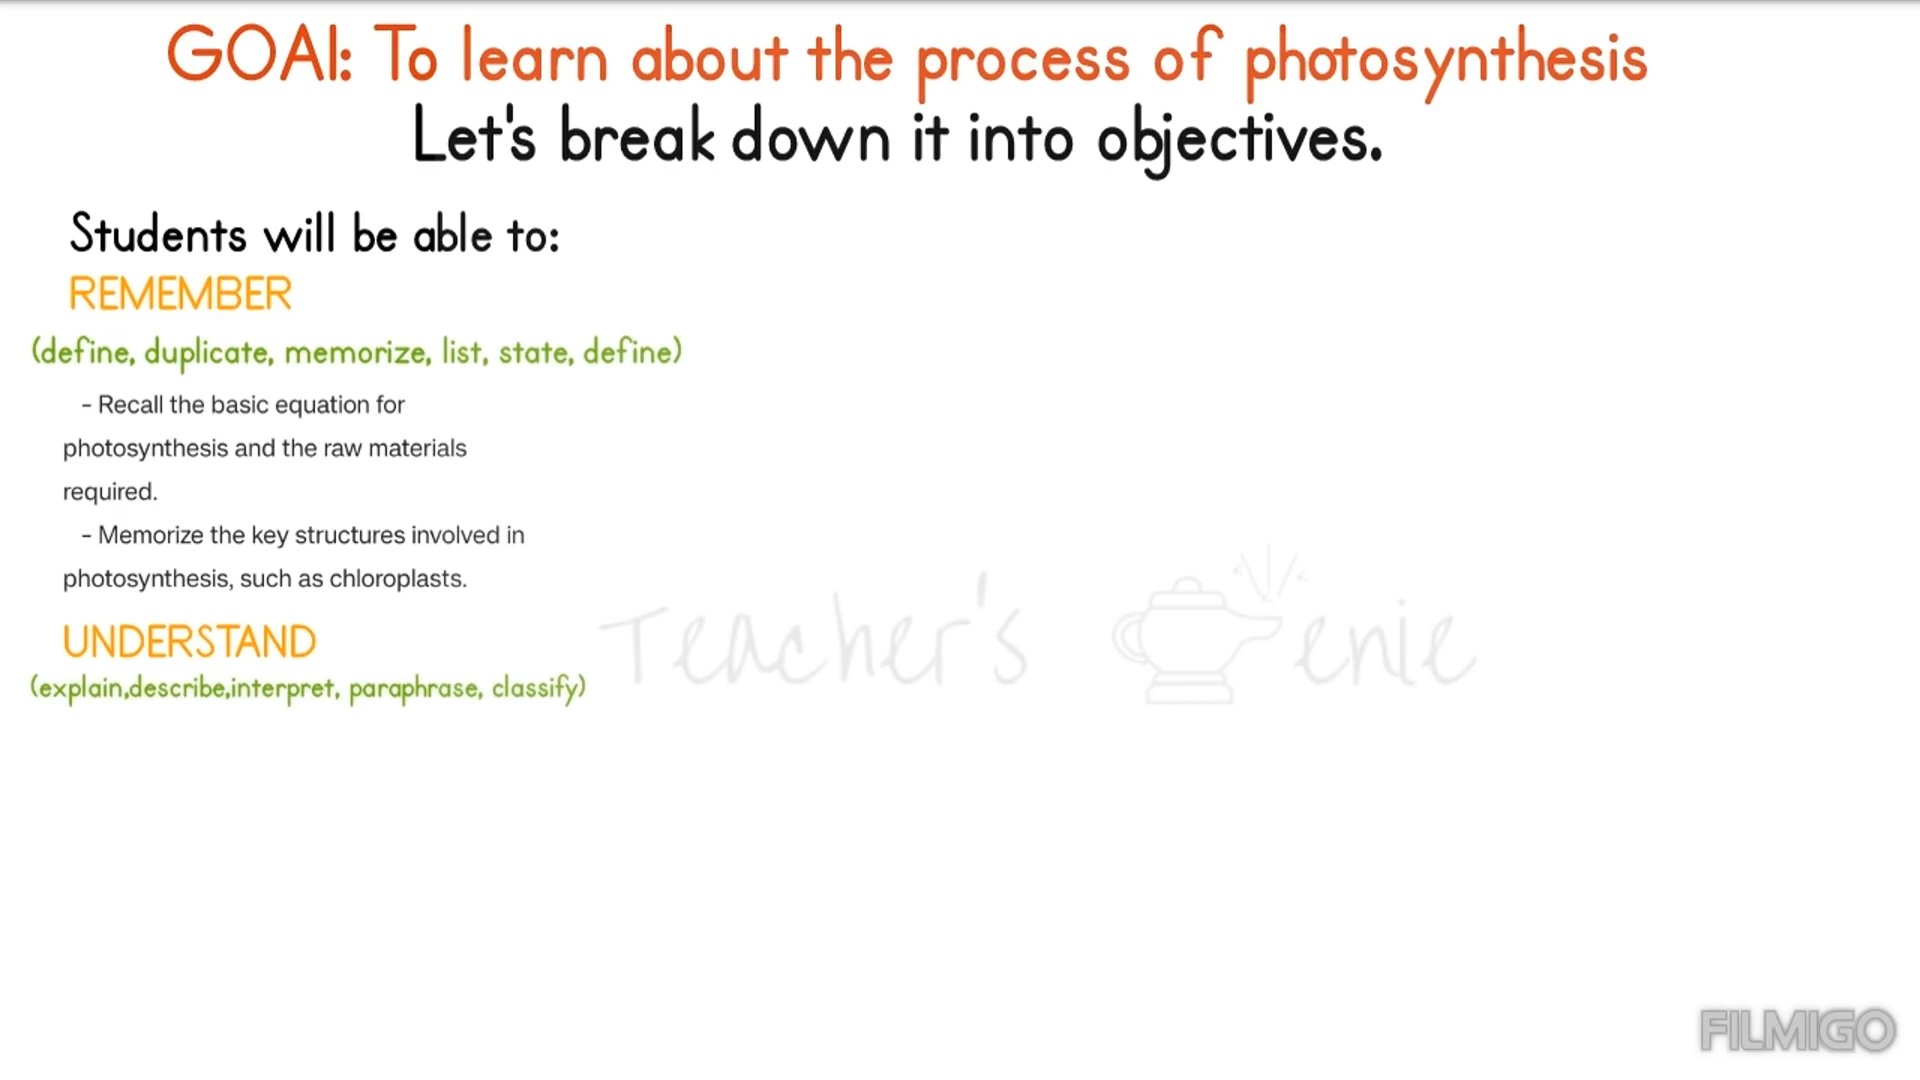 GOAl: To learn about the process of photosynthesis
Let's break down it into objectives.
Students will be able to:
REMEMBER
(define, duplicate, memorize, list, state, define)
- Recall the basic equation for
photosynthesis and the raw materials
required.
- Memorize the key structures involved in
photosynthesis, such as chloroplasts.
UNDERSTAND
(explain,describe,interpret, paraphrase, classify)
Teacher's enie
FILMIGO